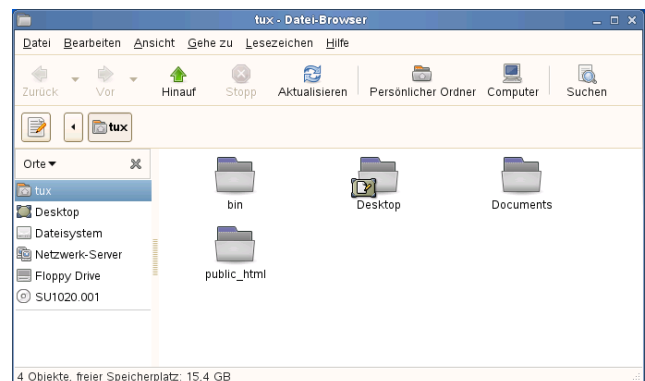 tux - Datei-Browser
Datei Bearbeiten Ansicht Gehe zu Lesezeichen Hilfe
Zurück Vor Hinauf Stopp Aktualisieren Persönlicher Ordner Computer Suchen
tux
Orte
tux
Desktop
Dateisystem
Netzwerk-Server
Floppy Drive
SU1020.001
bin Desktop Documents
public_html
4 Objekte, freier Speicherplatz: 15.4 GB